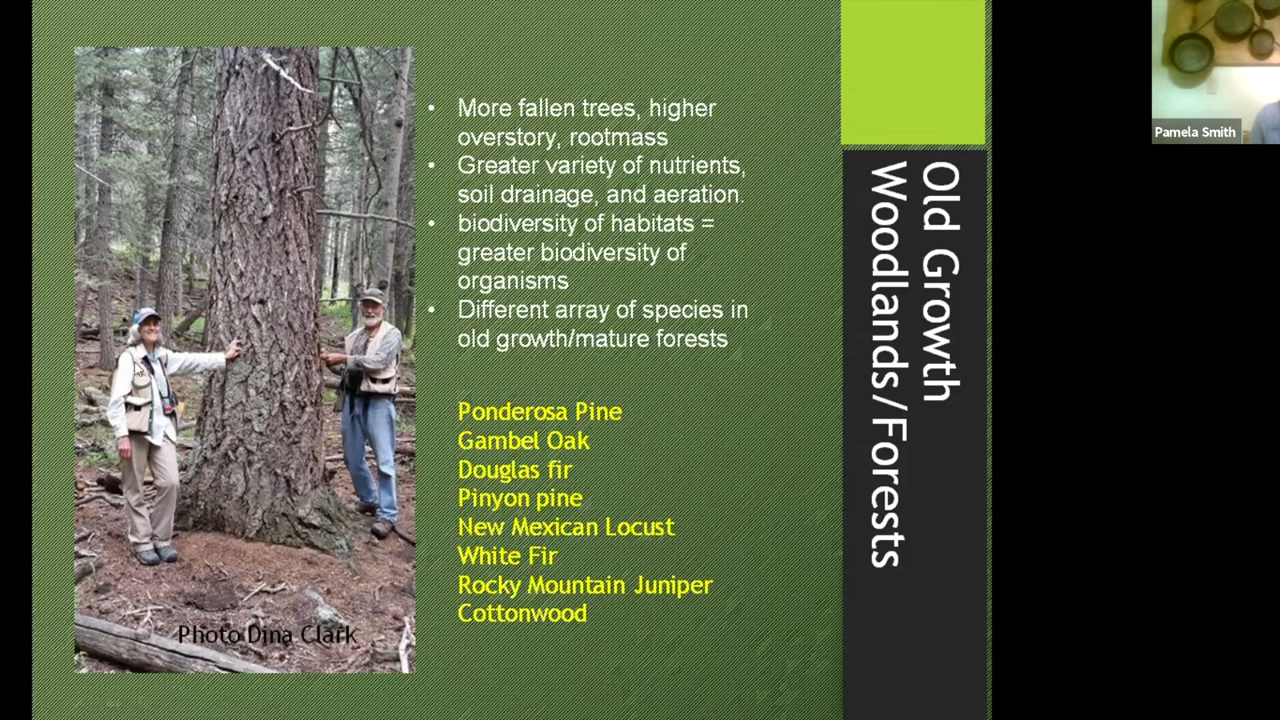 More fallen trees, higher
overstory, rootmass
Greater variety of nutrients,
soil drainage, and aeration.
biodiversity of habitats =
greater biodiversity of
organisms
Different array of species in
old growth/mature forests
Ponderosa Pine
Gambel Oak
Douglas fir
Pinyon pine
New Mexican Locust
White Fir
Rocky Mountain Juniper
Cottonwood
Photo Dina Clark
Old Growth
Woodlands/Forests
Pamela Smith